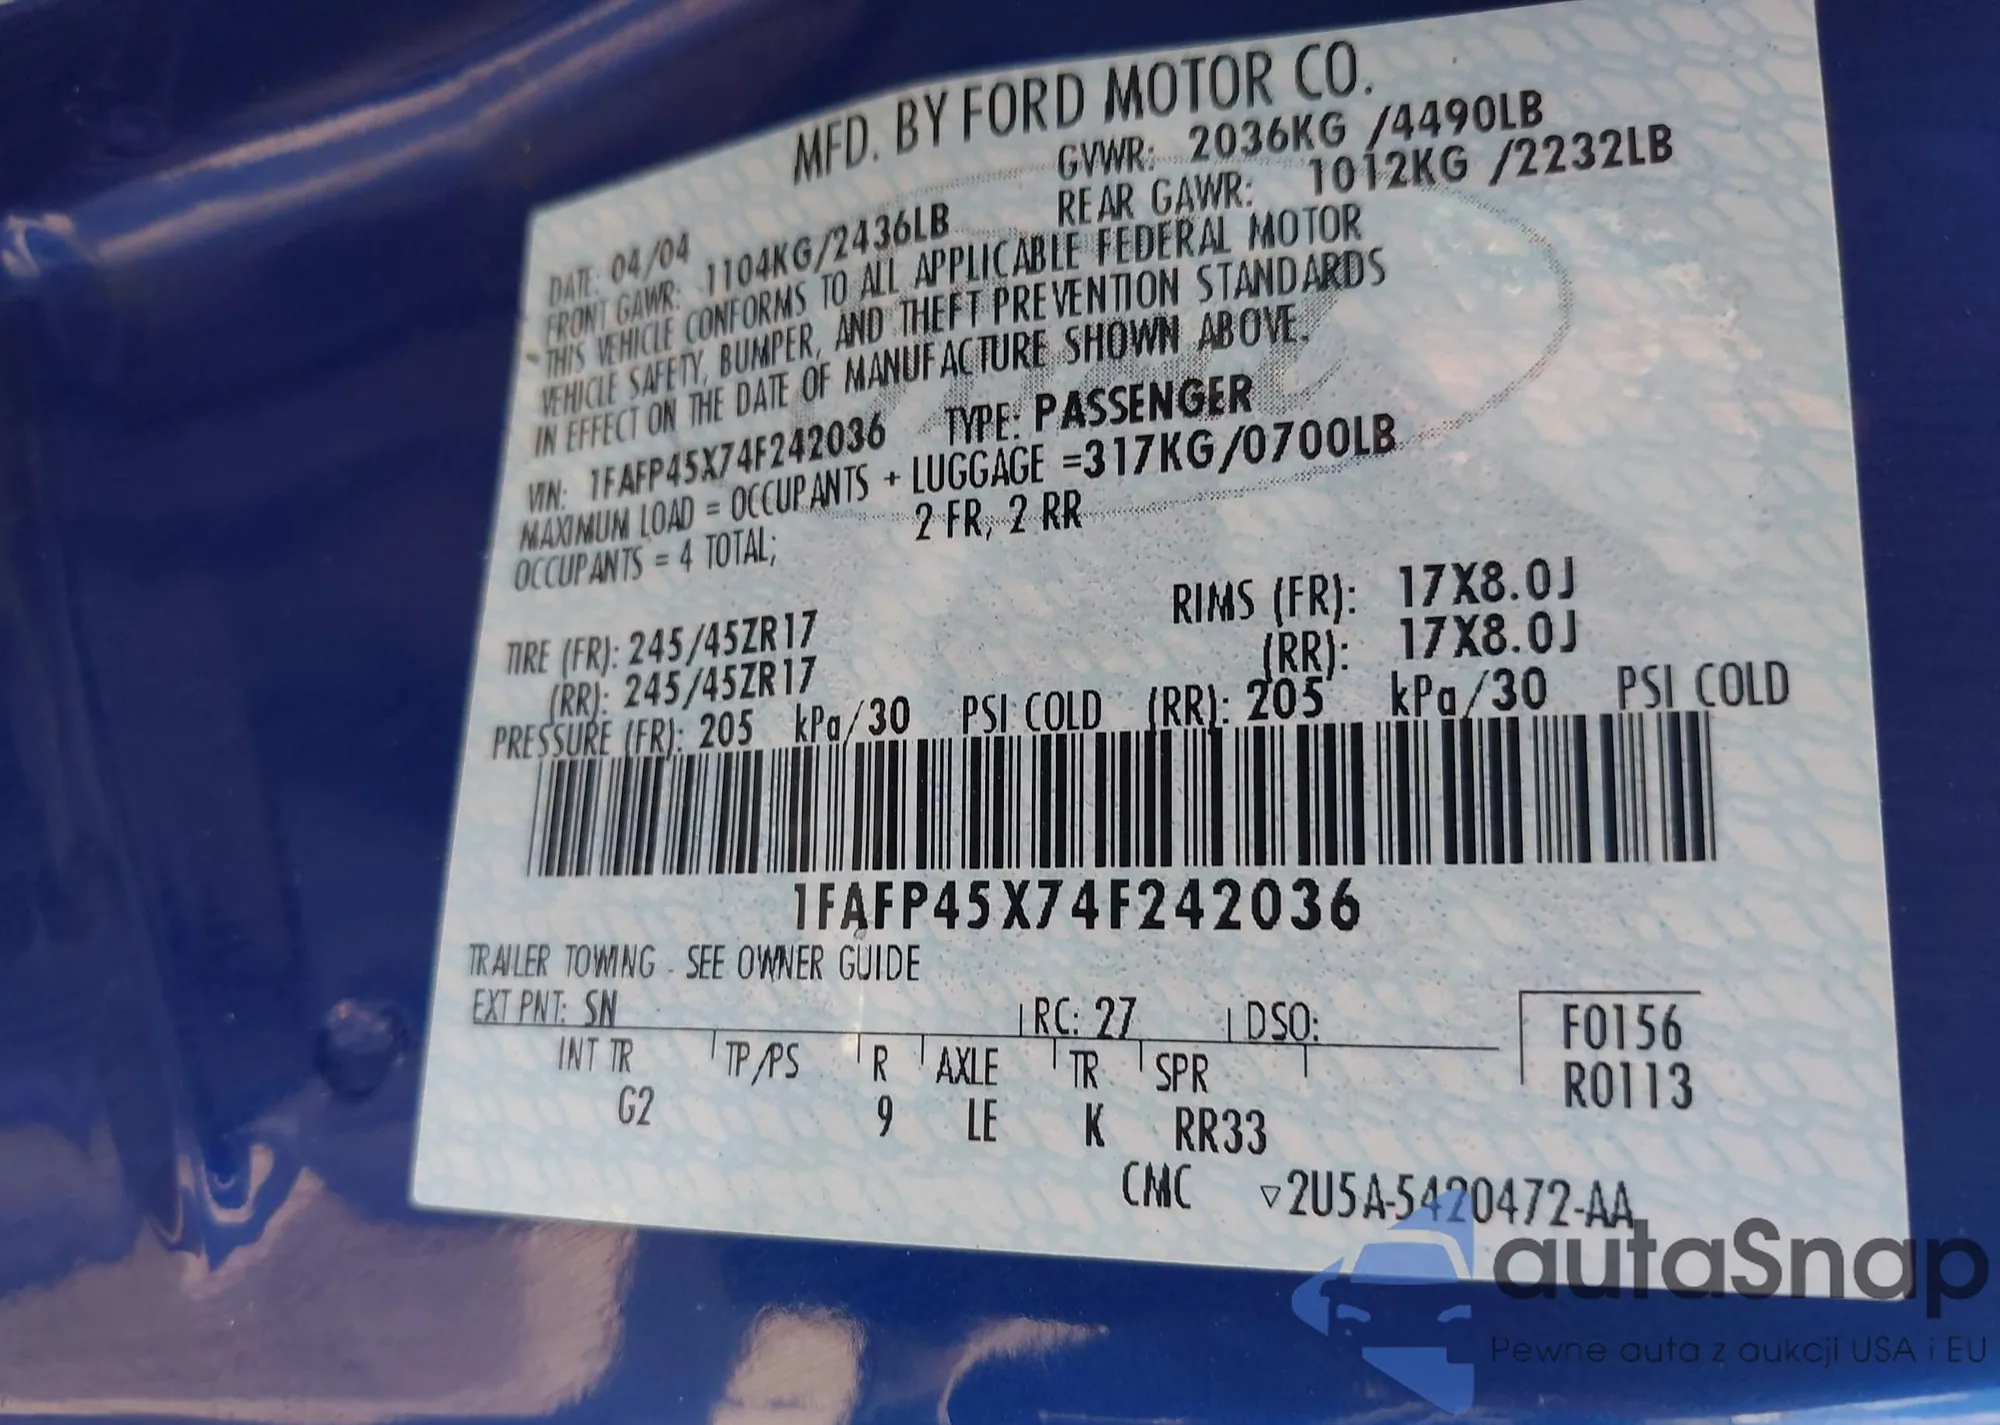 MFD. BY FORD MOTOR CO.
DATE: 04/04 GVWR: 2036KG /4490LB
FRONT GAWR: 1104KG/2436LB REAR GAWR: 1012KG /2232LB
THIS VEHICLE CONFORMS TO ALL APPLICABLE FEDERAL MOTOR
VEHICLE SAFETY, BUMPER, AND THEFT PREVENTION STANDARDS
IN EFFECT ON THE DATE OF MANUFACTURE SHOWN ABOVE.
VIN: 1FAFP45X74F242036 TYPE: PASSENGER
MAXIMUM LOAD = OCCUPANTS + LUGGAGE =317KG/0700LB
OCCUPANTS = 4 TOTAL; 2 FR, 2 RR
TIRE (FR): 245/45ZR17 RIMS (FR): 17X8.0J
(RR): 245/45ZR17 (RR): 17X8.0J
PRESSURE (FR): 205 kPa/30 PSI COLD (RR): 205 kPa/30 PSI COLD
1FAFP45X74F242036
TRAILER TOWING - SEE OWNER GUIDE
EXT PNT: SN RC: 27 DSO: F0156
INT TR TP/PS R AXLE TR SPR R0113
G2 9 LE K RR33
CMC ▽2U5A-5420472-AA
autaSnap
Pewne auta z aukcji USA i EU